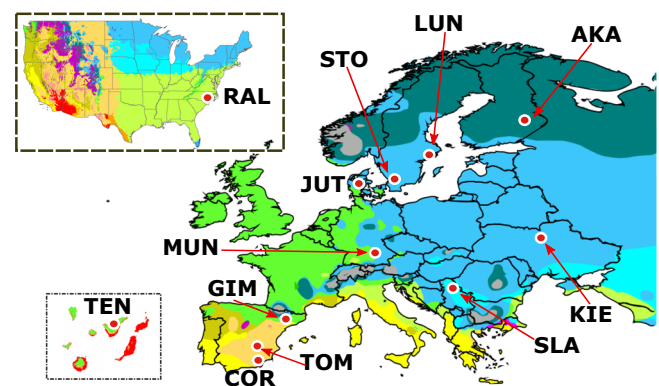 LUN
AKA
STO
RAL
JUT
MUN
GIM
TEN
KIE
SLA
TOM
COR